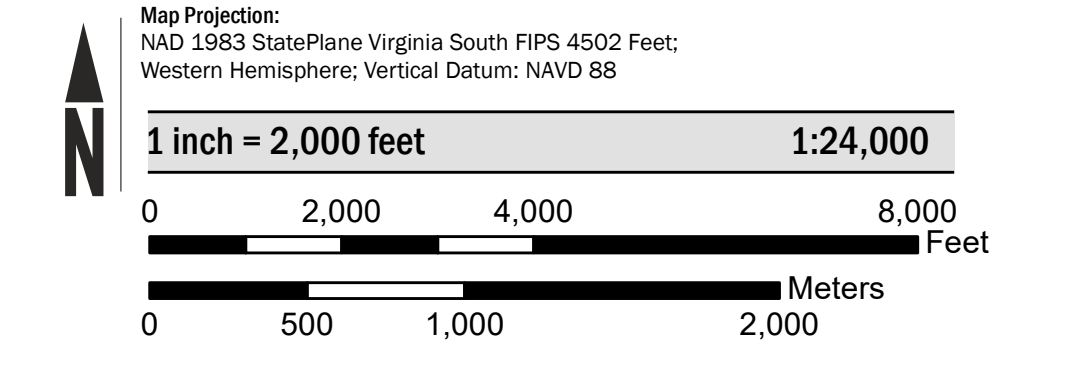 Map Projection:
NAD 1983 StatePlane Virginia South FIPS 4502 Feet;
Western Hemisphere; Vertical Datum: NAVD 88
N
1 inch = 2,000 feet 1:24,000
0 2,000 4,000 8,000
Feet
Meters
0 500 1,000 2,000